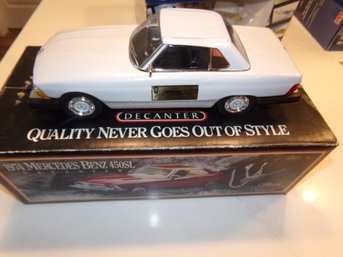 DECANTER
QUALITY NEVER GOES OUT OF STYLE
1974 MERCEDES BENZ 450SL